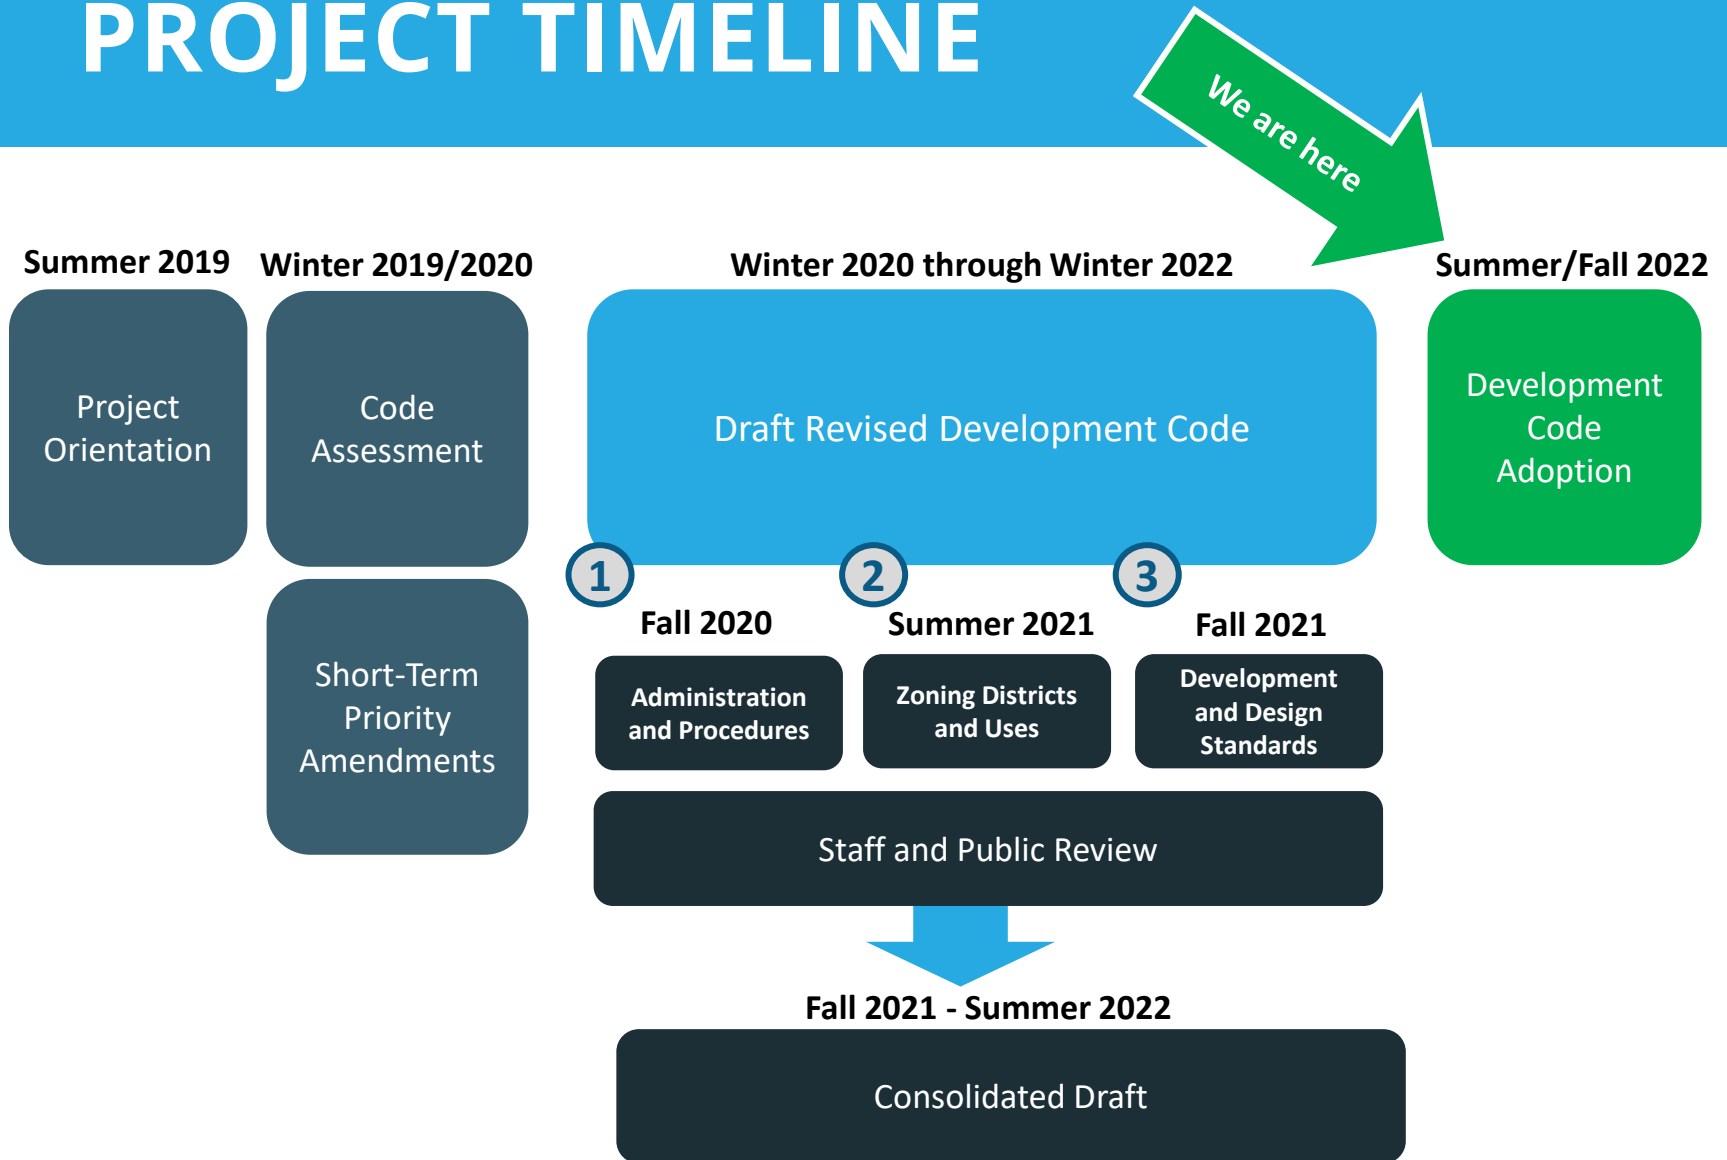 PROJECT TIMELINE
We are here
Summer 2019
Winter 2019/2020
Winter 2020 through Winter 2022
Summer/Fall 2022
Project
Orientation
Code
Assessment
Draft Revised Development Code
Development
Code
Adoption
Short-Term
Priority
Amendments
1
2
3
Fall 2020
Summer 2021
Fall 2021
Administration
and Procedures
Zoning Districts
and Uses
Development
and Design
Standards
Staff and Public Review
Fall 2021 - Summer 2022
Consolidated Draft